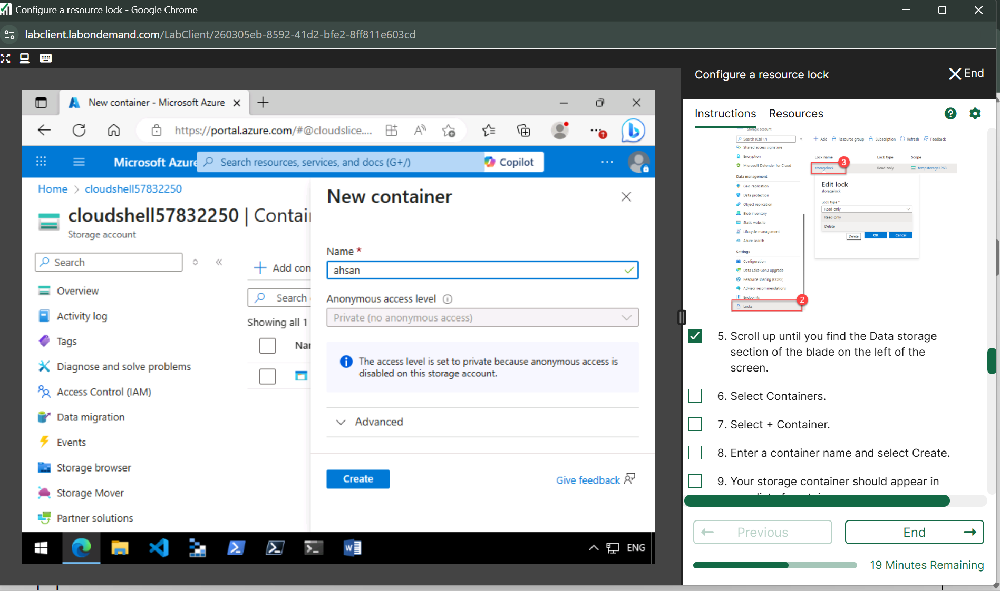 Configure a resource lock - Google Chrome
labclient.labondemand.com/LabClient/260305eb-8592-41d2-bfe2-8ff811e603cd
Configure a resource lock
End
New container - Microsoft Azure
https://portal.azure.com/#@cloudslice....
Microsoft Azure
Search resources, services, and docs (G+/)
Copilot
Home > cloudshell57832250
cloudshell57832250 | Contai
Storage account
Search
Overview
Activity log
Tags
Diagnose and solve problems
Access Control (IAM)
Data migration
Events
Storage browser
Storage Mover
Partner solutions
Add con
Search
Showing all 1
Nar
New container
Name *
ahsan
Anonymous access level
Private (no anonymous access)
The access level is set to private because anonymous access is
disabled on this storage account.
Advanced
Create
Give feedback
ENG
Instructions
Resources
Storage account
Search (Ctrl+/)
Add
Resource group
Subscription
Refresh
Feedback
Shared access signature
Encryption
Microsoft Defender for Cloud
Data management
Geo-replication
Data protection
Object replication
Blob inventory
Static website
Lifecycle management
Azure search
Settings
Configuration
Data Lake Gen2 upgrade
Resource sharing (CORS)
Advisor recommendations
Endpoints
Locks
2
Lock name
Lock type
Scope
storagelock
3
Read-only
tempstorage1263
Edit lock
storagelock
Lock type *
Read-only
Read-only
Delete
Delete
OK
Cancel
5. Scroll up until you find the Data storage
section of the blade on the left of the
screen.
6. Select Containers.
7. Select + Container.
8. Enter a container name and select Create.
9. Your storage container should appear in
Previous
End
19 Minutes Remaining